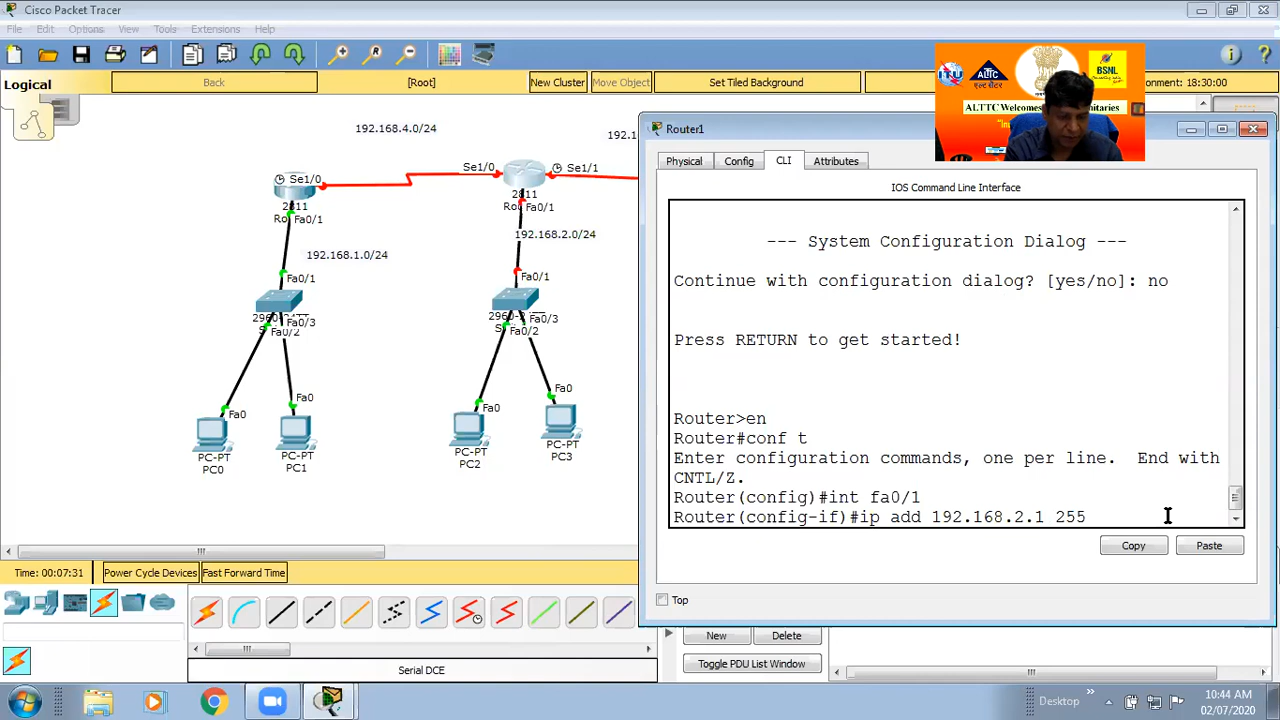 Cisco Packet Tracer
File Edit Options View Tools Extensions Help
Logical
Back
[Root]
New Cluster
Move Object
Set Tiled Background
18:30:00
ITU
ALTTC
एल्ट सेंटर
BSNL
ALTTC Welcomes
192.168.4.0/24
Se1/0
Se1/0
Se1/1
2811
Fa0/1
2811
Fa0/1
192.168.1.0/24
192.168.2.0/24
Fa0/1
Fa0/1
Fa0/3
Fa0/2
Fa0/3
Fa0/2
Fa0
Fa0
Fa0
Fa0
PC-PT
PC0
PC-PT
PC1
PC-PT
PC2
PC-PT
PC3
Router1
Physical
Config
CLI
Attributes
IOS Command Line Interface
--- System Configuration Dialog ---
Continue with configuration dialog? [yes/no]: no
Press RETURN to get started!
Router>en
Router#conf t
Enter configuration commands, one per line. End with
CNTL/Z.
Router(config)#int fa0/1
Router(config-if)#ip add 192.168.2.1 255
Copy
Paste
Top
Time: 00:07:31
Power Cycle Devices
Fast Forward Time
Serial DCE
New
Delete
Toggle PDU List Window
Desktop
10:44 AM
02/07/2020